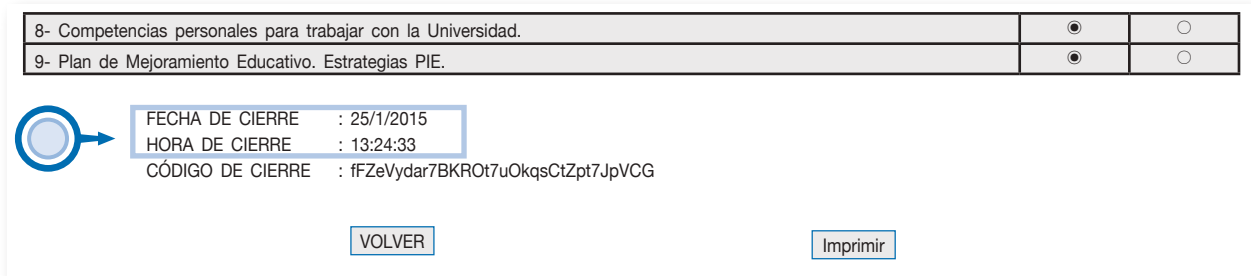 8- Competencias personales para trabajar con la Universidad.
9- Plan de Mejoramiento Educativo. Estrategias PIE.
FECHA DE CIERRE : 25/1/2015
HORA DE CIERRE : 13:24:33
CÓDIGO DE CIERRE : fFZeVydar7BKROt7uOkqsCtZpt7JpVCG
VOLVER Imprimir